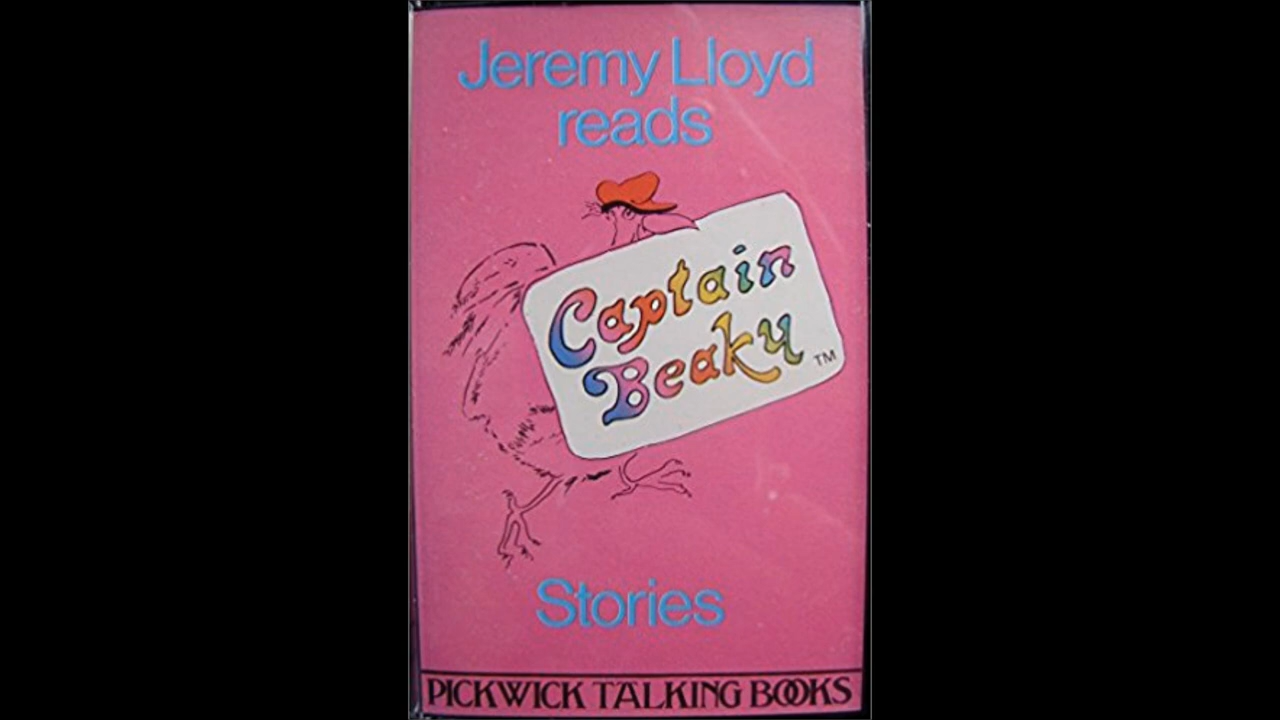 Jeremy Lloyd
reads
Captain
Beaky
TM
Stories
PICKWICK TALKING BOOKS